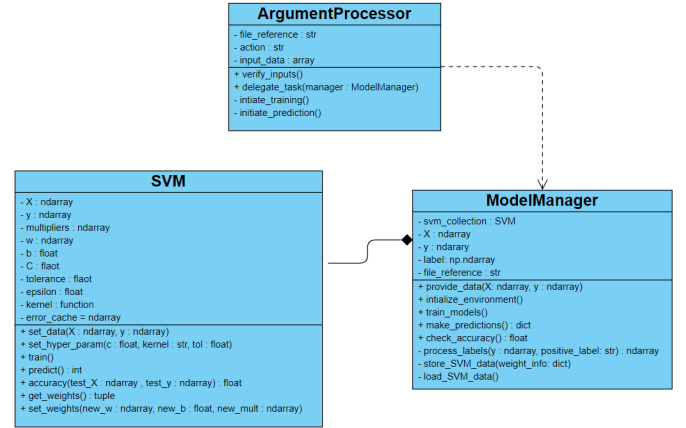 ArgumentProcessor
- file_reference : str
- action : str
- input_data : array
+ verify_inputs()
+ delegate_task(manager : ModelManager)
- intiate_training()
- initiate_prediction()
SVM
- X : ndarray
- y : ndarray
- multipliers : ndarray
- w : ndarray
- b : float
- C : flaot
- tolerance : flaot
- epsilon : float
- kernel : function
- error_cache = ndarray
+ set_data(X : ndarray, y : ndarray)
+ set_hyper_param(c : float, kernel : str, tol : float)
+ train()
+ predict() : int
+ accuracy(test_X : ndarray , test_y : ndarray) : float
+ get_weights() : tuple
+ set_weights(new_w : ndarray, new_b : float, new_mult : ndarray)
ModelManager
- svm_collection : SVM
- X : ndarray
- y : ndarary
- label: np.ndarray
- file_reference : str
+ provide_data(X: ndarray, y : ndarray)
+ intialize_environment()
+ train_models()
+ make_predictions() : dict
+ check_accuracy() : float
- process_labels(y : ndarray, positive_label: str) : ndarray
- store_SVM_data(weight_info: dict)
- load_SVM_data()